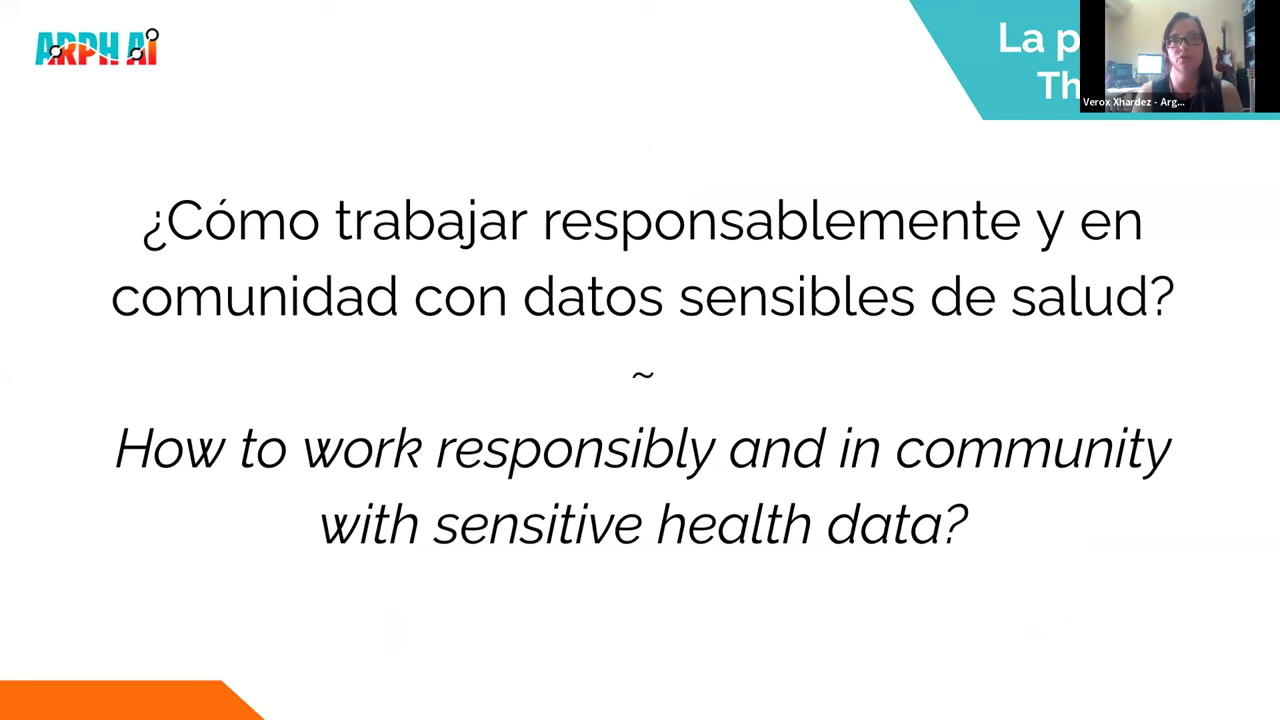 ARPH AI
La p
Th
Verox Xhardez - Arg...
¿Cómo trabajar responsablemente y en
comunidad con datos sensibles de salud?
~
How to work responsibly and in community
with sensitive health data?